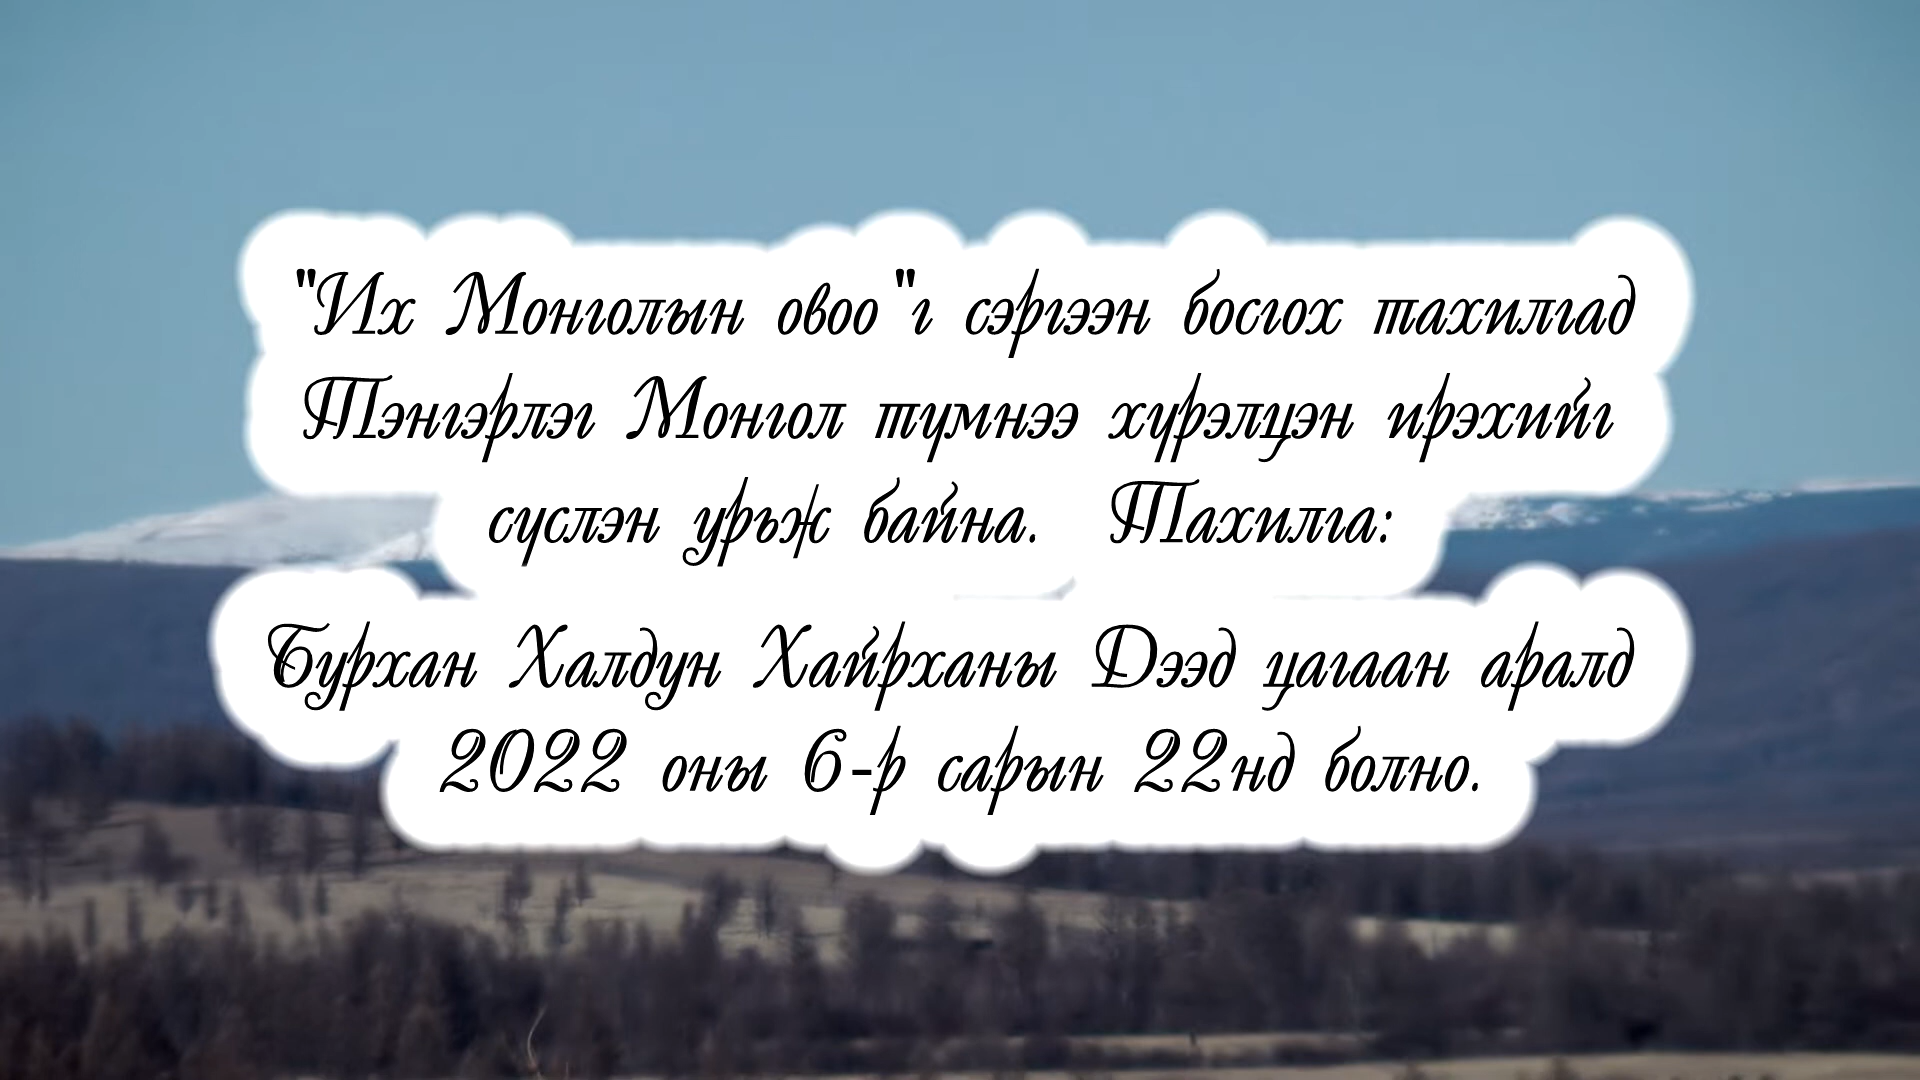 "Их Монголын овоо"г сэргээн босгох тахилгад
Тэнгэрлэг Монгол түмнээ хүрэлцэн ирэхийг
сүслэн урьж байна. Тахилга:
Бурхан Халдун Хайрханы Дээд цагаан аралд
2022 оны 6-р сарын 22нд болно.